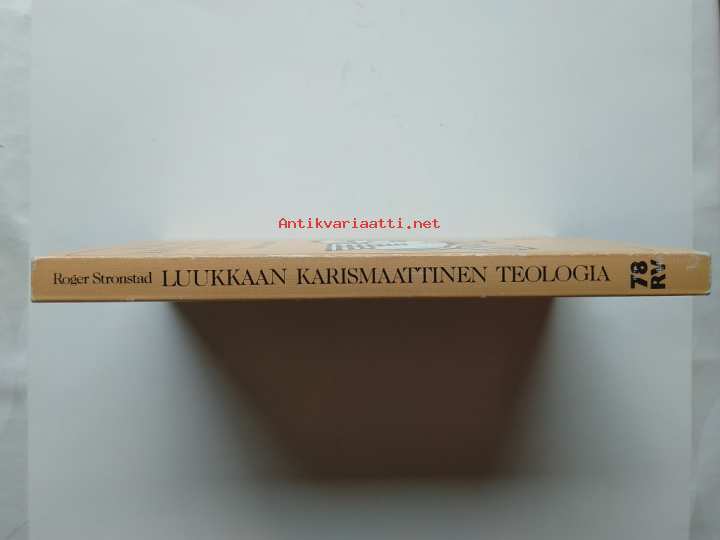 Antikvariaatti.net
Roger Stronstad LUUKKAAN KARISMAATTINEN TEOLOGIA
78
RV